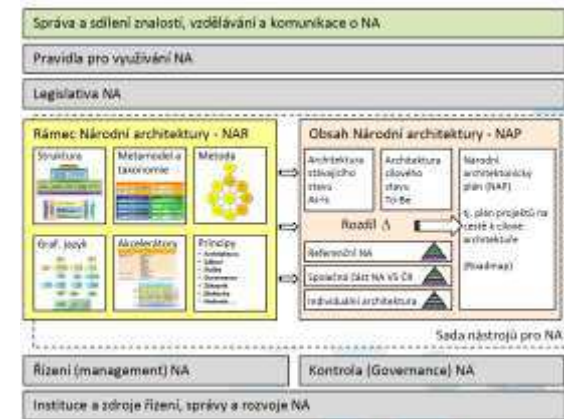 Správa a sdílení znalostí, vzdělávání a komunikace o NA
Pravidla pro využívání NA
Legislativa NA
Rámec Národní architektury - NAR
Struktura
Metamodel a
taxonomie
Metoda
Graf. jazyk
Akcelerátory
Principy
Obsah Národní architektury - NAP
Architektura
stávajícího
stavu
As-Is
Architektura
cílového
stavu
To-Be
Rozdíl Δ
Referenční NA
Společná část NA VS ČR
Individuální architektura
Národní
architektonický
plán (NAP)
tj. plán projektů na
cestě k cílové
architektuře
(Roadmap)
Sada nástrojů pro NA
Řízení (management) NA
Kontrola (Governance) NA
Instituce a zdroje řízení, správy a rozvoje NA